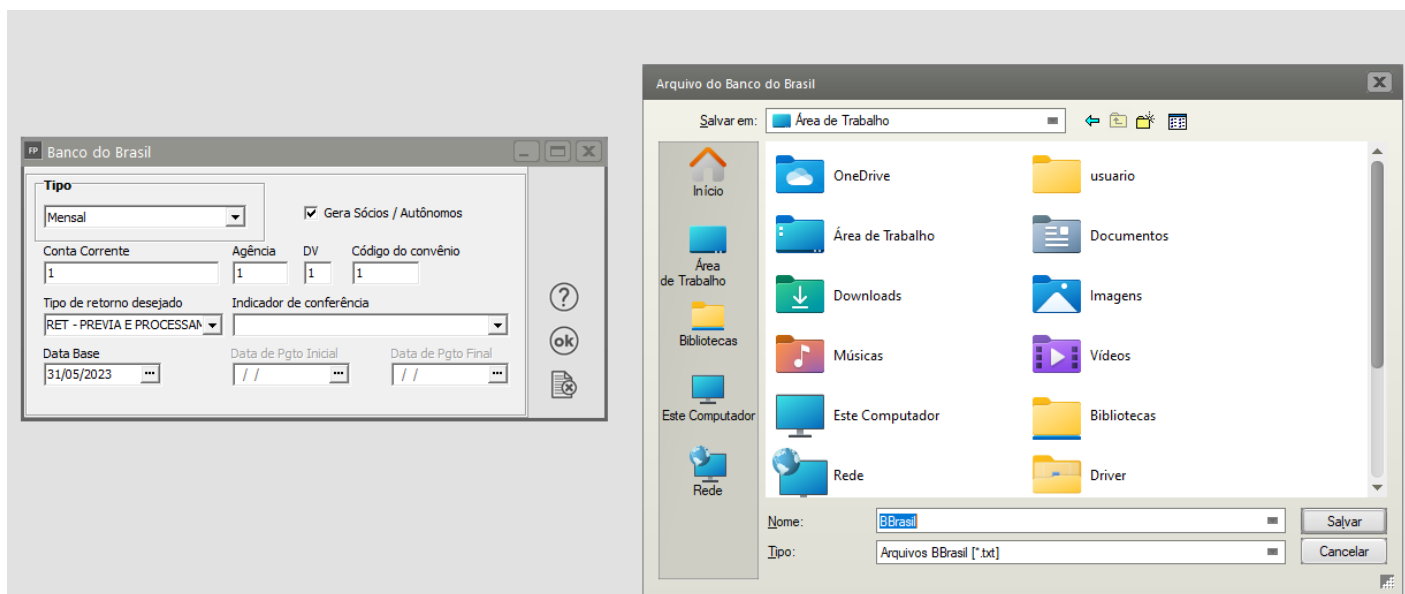 FP Banco do Brasil
Tipo
Mensal
Gera Sócios / Autônomos
Conta Corrente Agência DV Código do convênio
1 1 1 1
Tipo de retorno desejado Indicador de conferência
RET - PREVIA E PROCESSAM
Data Base Data de Pgto Inicial Data de Pgto Final
31/05/2023 ... / / ... / / ...
?
ok
Arquivo do Banco do Brasil
Salvar em: Área de Trabalho
Início
Área
de Trabalho
Bibliotecas
Este Computador
Rede
OneDrive usuario
Área de Trabalho Documentos
Downloads Imagens
Músicas Vídeos
Este Computador Bibliotecas
Rede Driver
Nome: BBrasil Salvar
Tipo: Arquivos BBrasil [*.txt] Cancelar